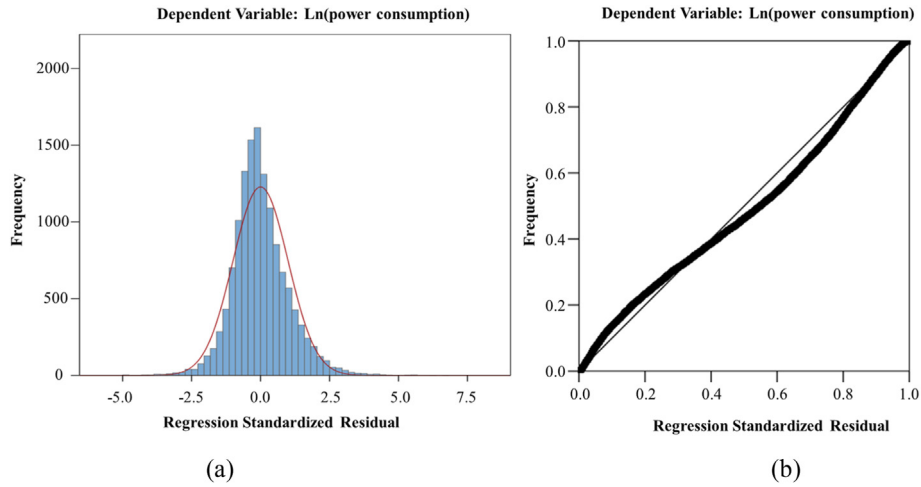 Dependent Variable: Ln(power consumption)
2000
1500
1000
500
0
Frequency
-5.0 -2.5 0.0 2.5 5.0 7.5
Regression Standardized Residual
(a)
Dependent Variable: Ln(power consumption)
1.0
0.8
0.6
0.4
0.2
0.0
Frequency
0.0 0.2 0.4 0.6 0.8 1.0
Regression Standardized Residual
(b)